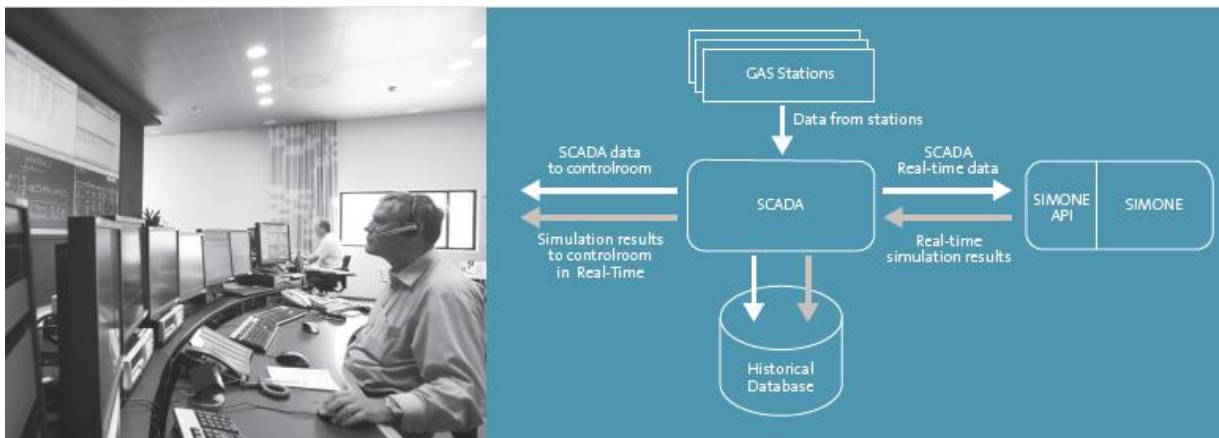 GAS Stations
Data from stations
SCADA data
to controlroom
SCADA
Real-time data
SCADA
SIMONE
API
SIMONE
Simulation results
to controlroom
in Real-Time
Real-time
simulation results
Historical
Database